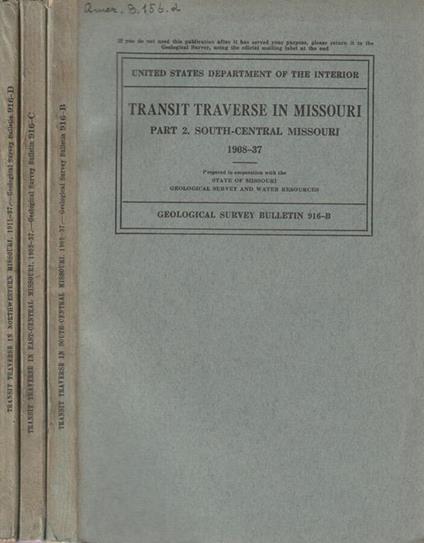 Amer. B.156.d
If you do not need this publication after it has served your purpose, please return it to the
Geological Survey, using the official mailing label at the end
UNITED STATES DEPARTMENT OF THE INTERIOR
TRANSIT TRAVERSE IN MISSOURI
PART 2. SOUTH-CENTRAL MISSOURI
1908-37
Prepared in cooperation with the
STATE OF MISSOURI
GEOLOGICAL SURVEY AND WATER RESOURCES
GEOLOGICAL SURVEY BULLETIN 916-B
TRANSIT TRAVERSE IN NORTHWESTERN MISSOURI, 1911-37.—Geological Survey Bulletin 916-D
TRANSIT TRAVERSE IN EAST-CENTRAL MISSOURI, 1902-37.—Geological Survey Bulletin 916-C
TRANSIT TRAVERSE IN SOUTH-CENTRAL MISSOURI, 1908-37.—Geological Survey Bulletin 916-B